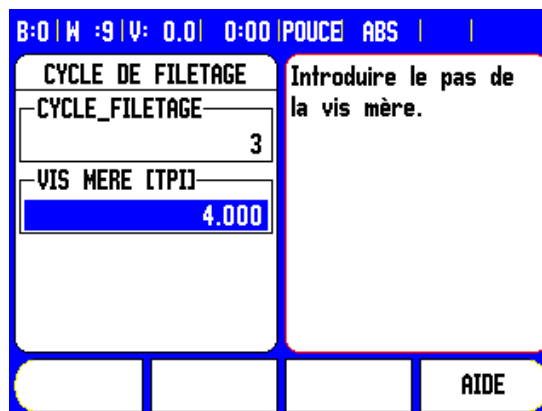 B:0 | W :9 | V: 0.0 | 0:00 | POUCE | ABS | |
CYCLE DE FILETAGE
CYCLE_FILETAGE
3
VIS MERE [TPI]
4.000
Introduire le pas de
la vis mère.
AIDE